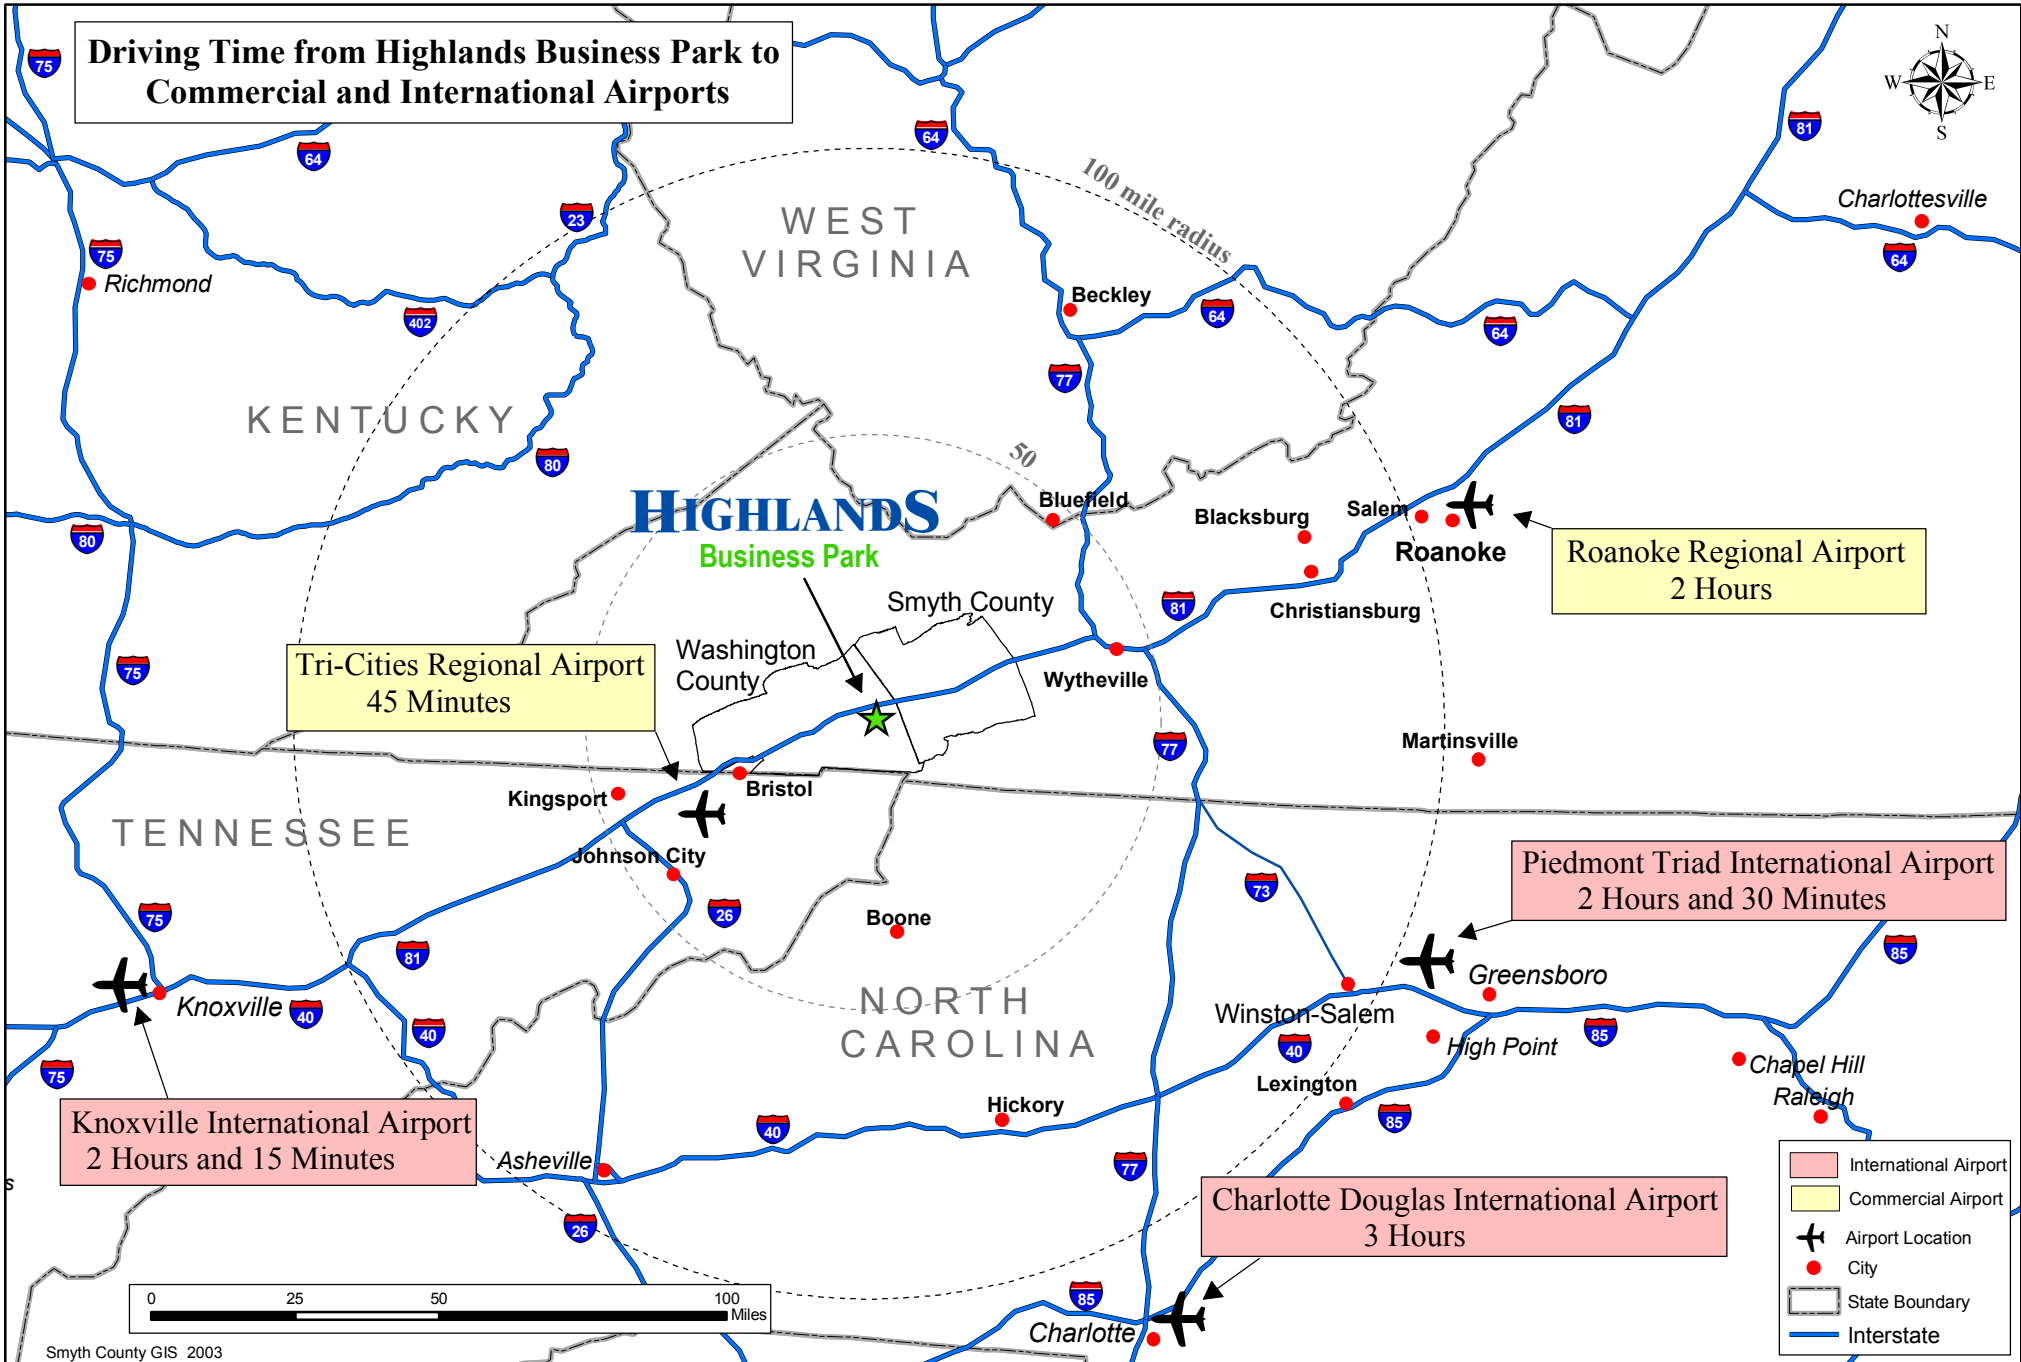 Driving Time from Highlands Business Park to
Commercial and International Airports
N
W
E
S
75
64
64
81
23
100 mile radius
WEST
VIRGINIA
Charlottesville
64
75
Richmond
402
Beckley
64
64
77
KENTUCKY
81
80
50
HIGHLANDS
Business Park
Bluefield
80
Blacksburg
Salem
Roanoke
Roanoke Regional Airport
2 Hours
Smyth County
81
Christiansburg
75
Tri-Cities Regional Airport
45 Minutes
Washington
County
Wytheville
77
Martinsville
Kingsport
Bristol
TENNESSEE
Johnson City
Piedmont Triad International Airport
2 Hours and 30 Minutes
73
75
26
Boone
81
85
Knoxville
40
40
NORTH
CAROLINA
Greensboro
Winston-Salem
40
High Point
85
75
Chapel Hill
Raleigh
Lexington
85
Knoxville International Airport
2 Hours and 15 Minutes
Hickory
40
Asheville
77
s
26
Charlotte Douglas International Airport
3 Hours
85
Charlotte
International Airport
Commercial Airport
Airport Location
City
State Boundary
Interstate
0 25 50 100
Miles
Smyth County GIS 2003